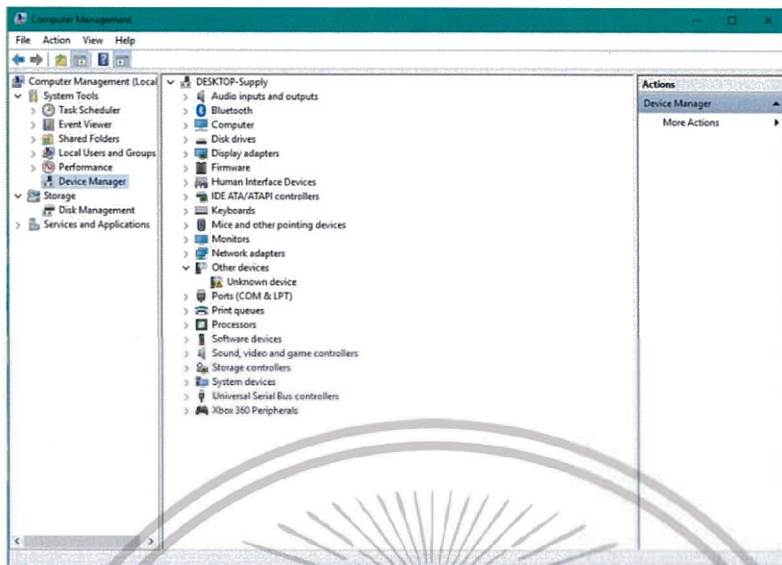 Computer Management
File Action View Help
Computer Management (Local
System Tools
Task Scheduler
Event Viewer
Shared Folders
Local Users and Groups
Performance
Device Manager
Storage
Disk Management
Services and Applications
DESKTOP-Supply
Audio inputs and outputs
Bluetooth
Computer
Disk drives
Display adapters
Firmware
Human Interface Devices
IDE ATA/ATAPI controllers
Keyboards
Mice and other pointing devices
Monitors
Network adapters
Other devices
Unknown device
Ports (COM & LPT)
Print queues
Processors
Software devices
Sound, video and game controllers
Storage controllers
System devices
Universal Serial Bus controllers
Xbox 360 Peripherals
Actions
Device Manager
More Actions